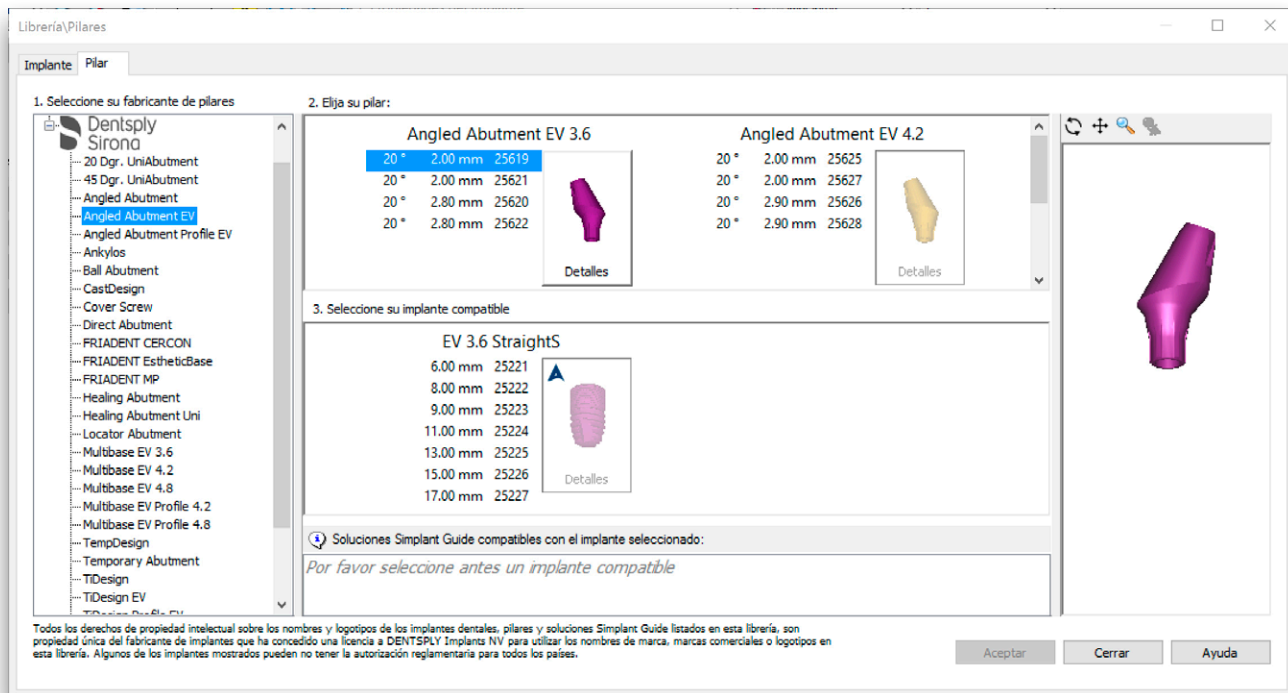 Librería\Pilares
Implante Pilar
1. Seleccione su fabricante de pilares
Dentsply
Sirona
20 Dgr. UniAbutment
45 Dgr. UniAbutment
Angled Abutment
Angled Abutment EV
Angled Abutment Profile EV
Ankylos
Ball Abutment
CastDesign
Cover Screw
Direct Abutment
FRIADENT CERCON
FRIADENT EstheticBase
FRIADENT MP
Healing Abutment
Healing Abutment Uni
Locator Abutment
Multibase EV 3.6
Multibase EV 4.2
Multibase EV 4.8
Multibase EV Profile 4.2
Multibase EV Profile 4.8
TempDesign
Temporary Abutment
TiDesign
TiDesign EV
TiDesign Profile EV
2. Elija su pilar:
Angled Abutment EV 3.6
20 ° 2.00 mm 25619
20 ° 2.00 mm 25621
20 ° 2.80 mm 25620
20 ° 2.80 mm 25622
Detalles
Angled Abutment EV 4.2
20 ° 2.00 mm 25625
20 ° 2.00 mm 25627
20 ° 2.90 mm 25626
20 ° 2.90 mm 25628
Detalles
3. Seleccione su implante compatible
EV 3.6 StraightS
6.00 mm 25221
8.00 mm 25222
9.00 mm 25223
11.00 mm 25224
13.00 mm 25225
15.00 mm 25226
17.00 mm 25227
Detalles
Soluciones Simplant Guide compatibles con el implante seleccionado:
Por favor seleccione antes un implante compatible
Todos los derechos de propiedad intelectual sobre los nombres y logotipos de los implantes dentales, pilares y soluciones Simplant Guide listados en esta librería, son
propiedad única del fabricante de implantes que ha concedido una licencia a DENTSPLY Implants NV para utilizar los nombres de marca, marcas comerciales o logotipos en
esta librería. Algunos de los implantes mostrados pueden no tener la autorización reglamentaria para todos los países.
Aceptar Cerrar Ayuda